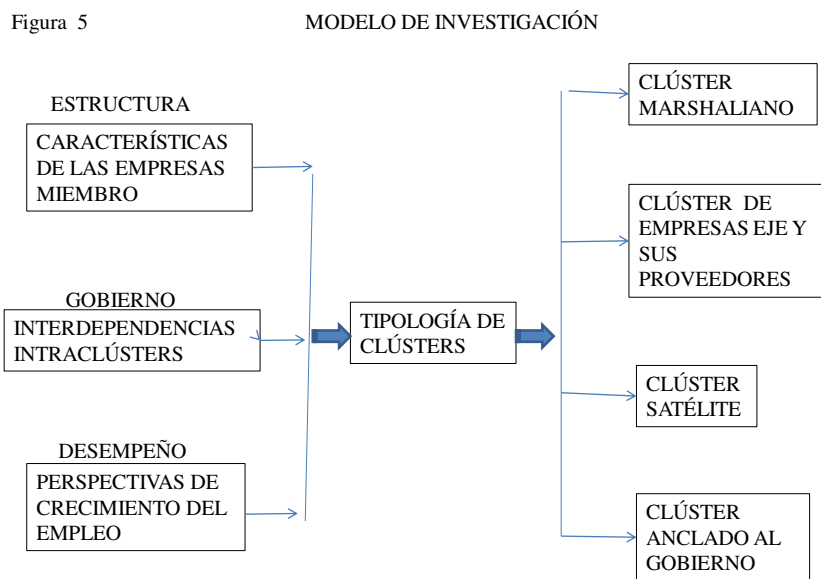 Figura 5
MODELO DE INVESTIGACIÓN
ESTRUCTURA
CARACTERÍSTICAS
DE LAS EMPRESAS
MIEMBRO
GOBIERNO
INTERDEPENDENCIAS
INTRACLÚSTERS
DESEMPEÑO
PERSPECTIVAS DE
CRECIMIENTO DEL
EMPLEO
TIPOLOGÍA DE
CLÚSTERS
CLÚSTER
MARSHALIANO
CLÚSTER DE
EMPRESAS EJE Y
SUS
PROVEEDORES
CLÚSTER
SATÉLITE
CLÚSTER
ANCLADO AL
GOBIERNO